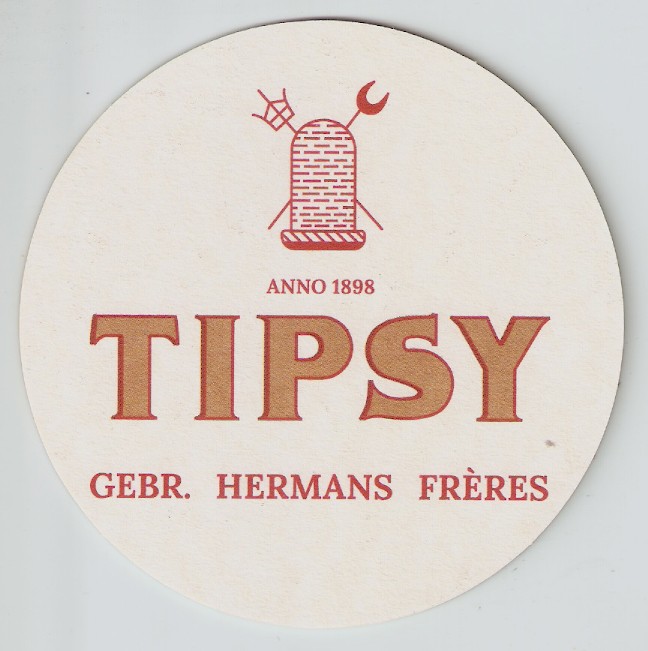 ANNO 1898
TIPSY
GEBR. HERMANS FRÈRES